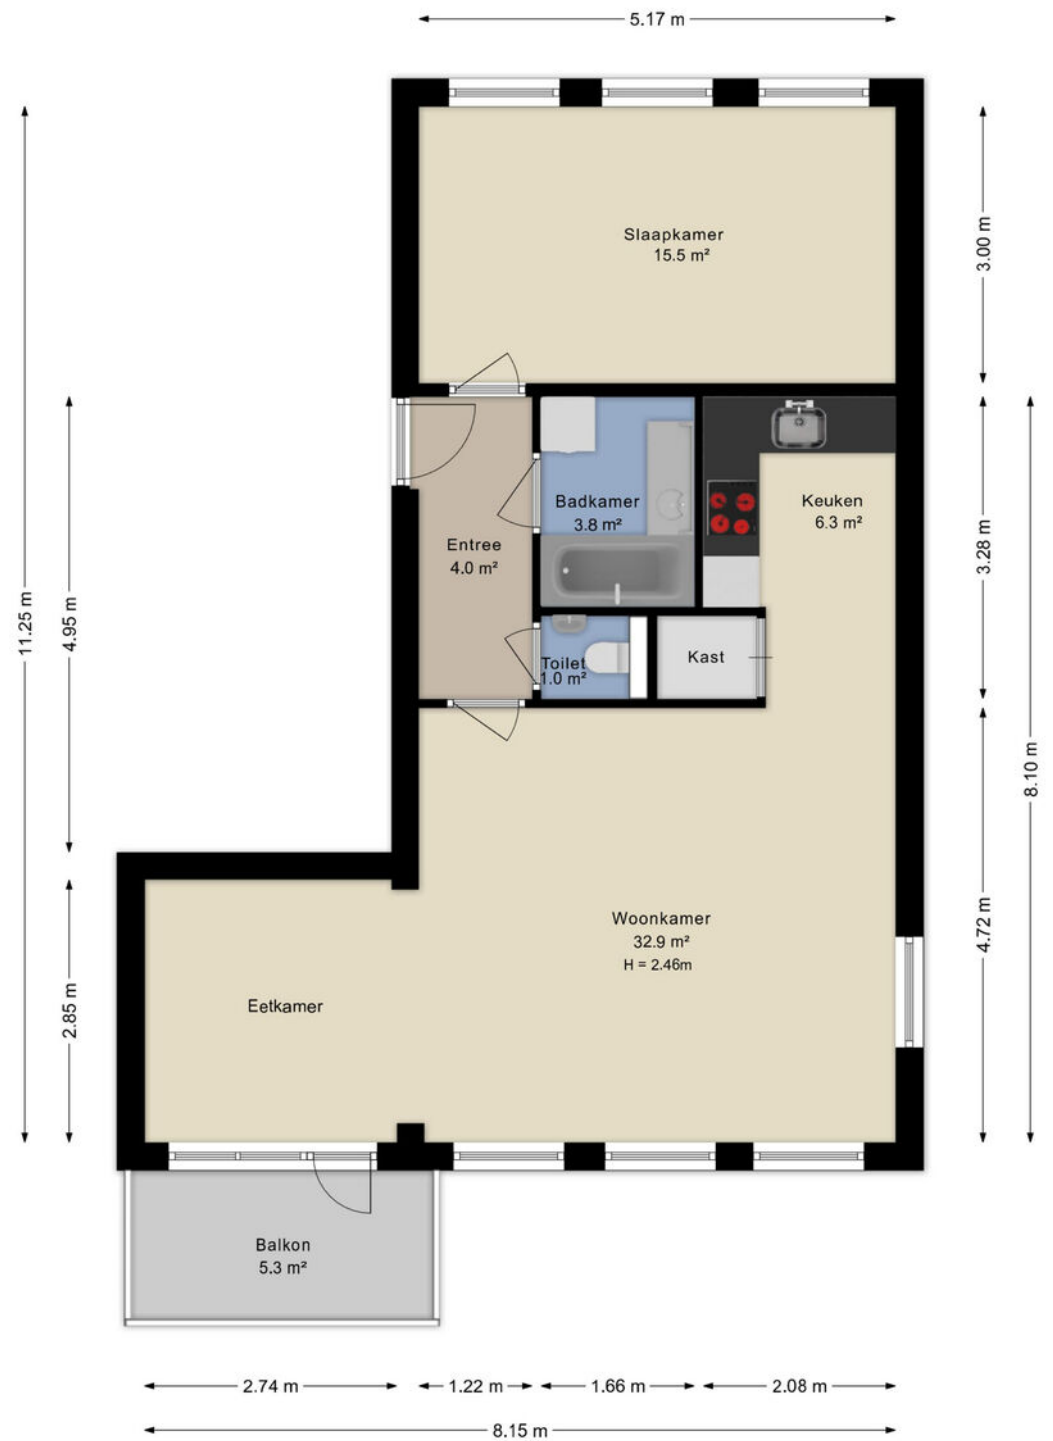 5.17 m
Slaapkamer
15.5 m²
3.00 m
Badkamer
3.8 m²
Keuken
6.3 m²
Entree
4.0 m²
3.28 m
11.25 m
4.95 m
Toilet
1.0 m²
Kast
8.10 m
Woonkamer
32.9 m²
H = 2.46m
4.72 m
Eetkamer
2.85 m
Balkon
5.3 m²
2.74 m
1.22 m
1.66 m
2.08 m
8.15 m